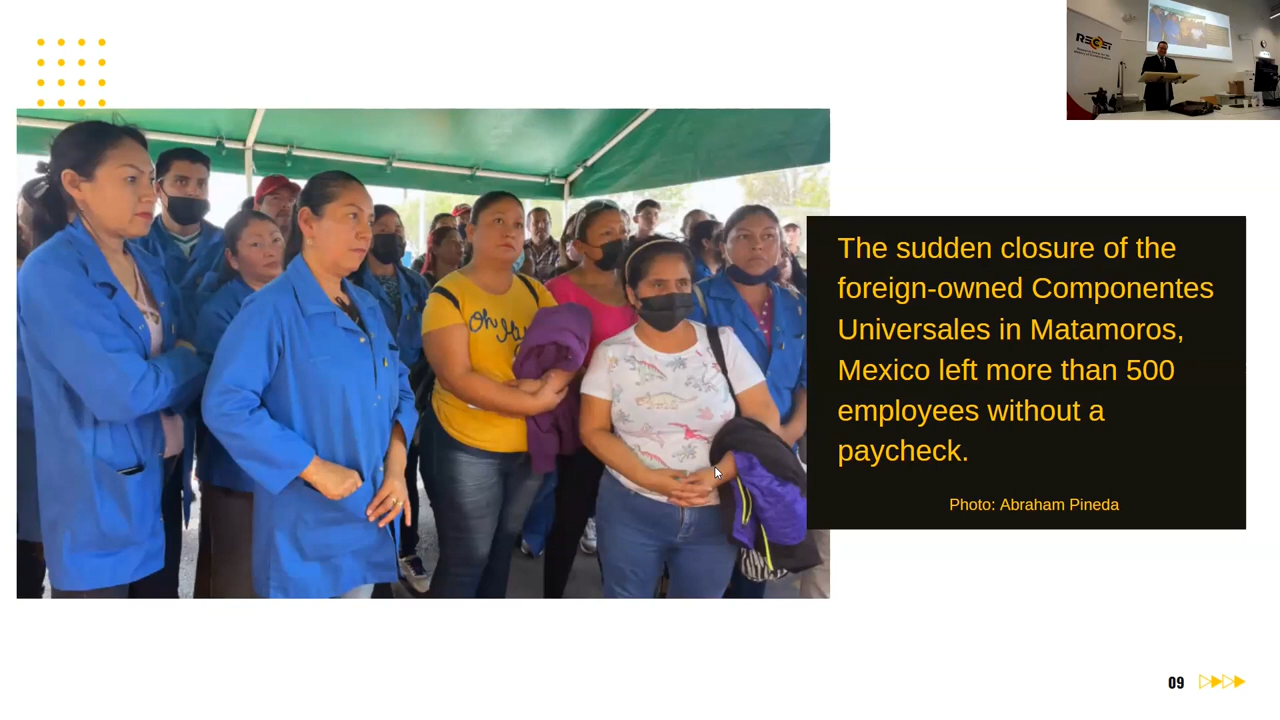 RECET
The sudden closure of the
foreign-owned Componentes
Universales in Matamoros,
Mexico left more than 500
employees without a
paycheck.
Photo: Abraham Pineda
09